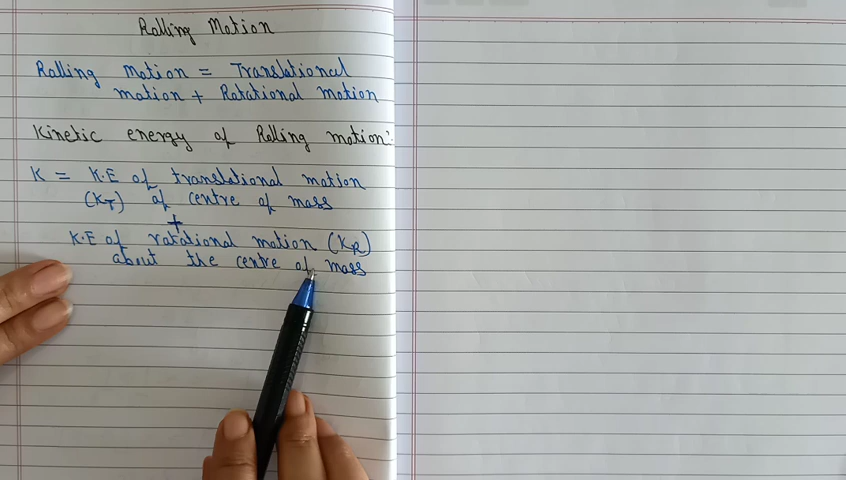 Rolling Motion
Rolling motion = Translational
motion + Rotational motion
Kinetic energy of Rolling motion:
K = K.E of translational motion
(KT) of centre of mass
+
K.E of rotational motion (KR)
about the centre of mass